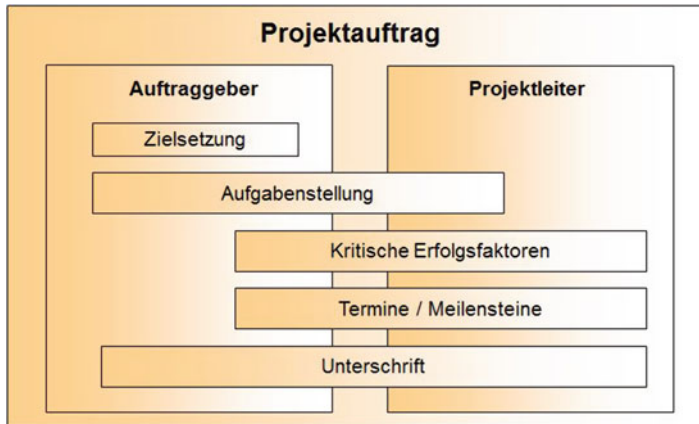 Projektauftrag
Auftraggeber
Projektleiter
Zielsetzung
Aufgabenstellung
Kritische Erfolgsfaktoren
Termine / Meilensteine
Unterschrift